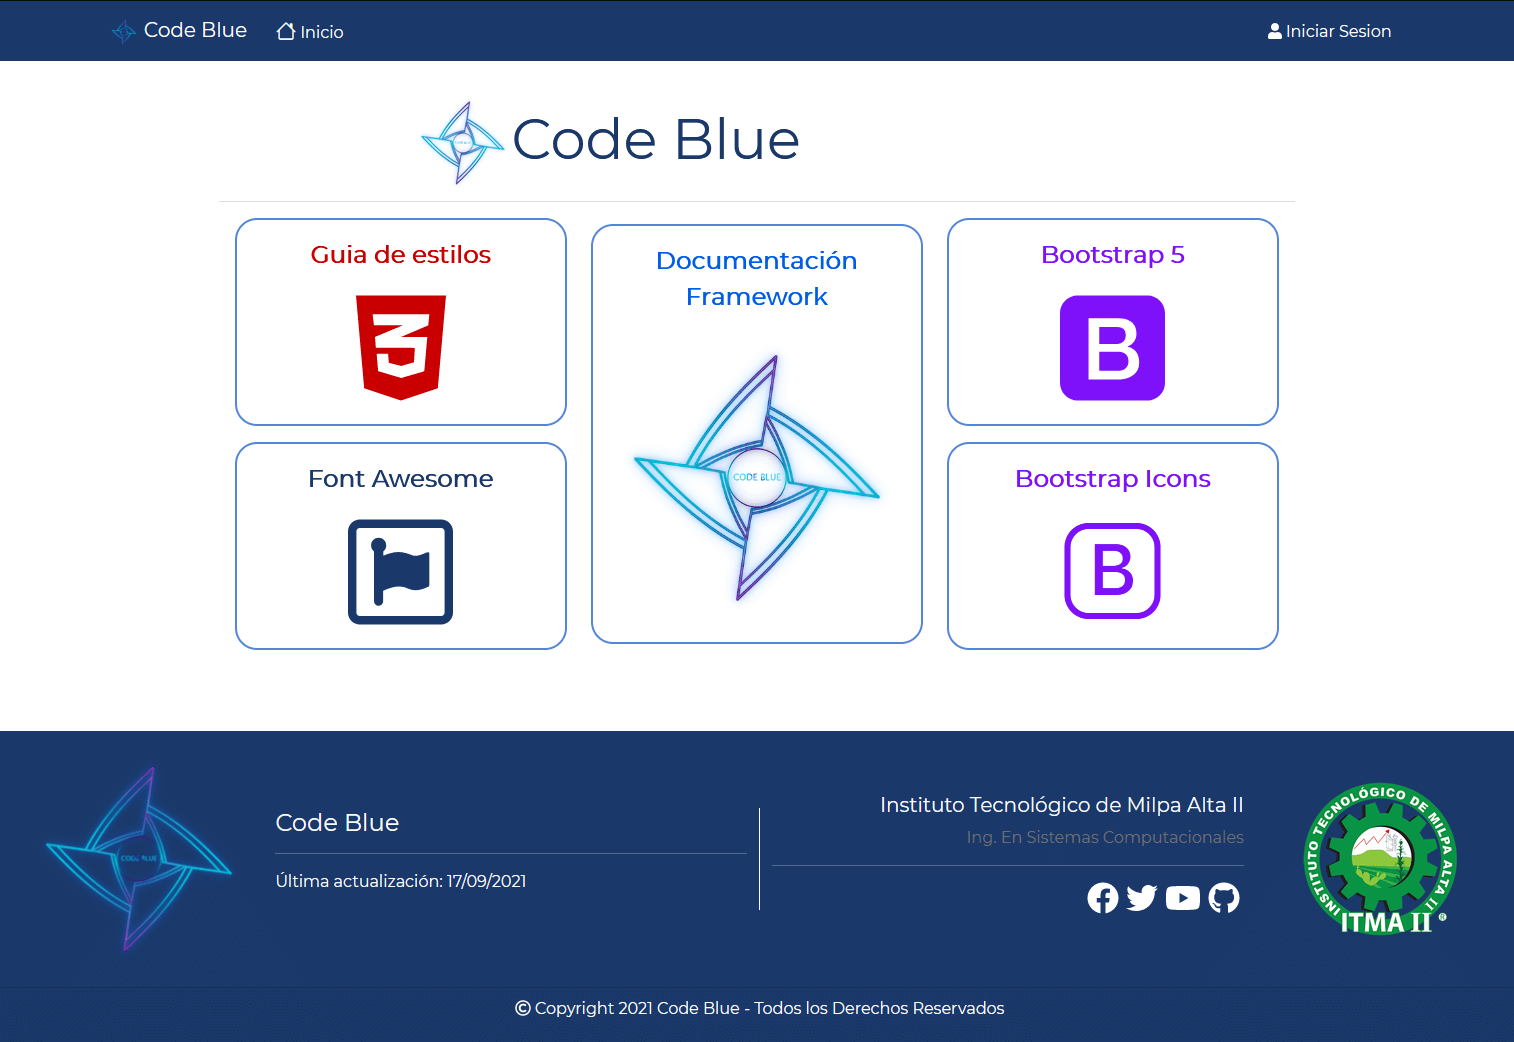 Code Blue
Inicio
Iniciar Sesion
Code Blue
Guia de estilos
Documentación
Framework
CODE BLUE
Bootstrap 5
B
Font Awesome
Bootstrap Icons
B
Code Blue
Última actualización: 17/09/2021
CODE BLUE
Instituto Tecnológico de Milpa Alta II
Ing. En Sistemas Computacionales
INSTITUTO TECNOLÓGICO DE MILPA ALTA II
ITMA II ®
© Copyright 2021 Code Blue - Todos los Derechos Reservados